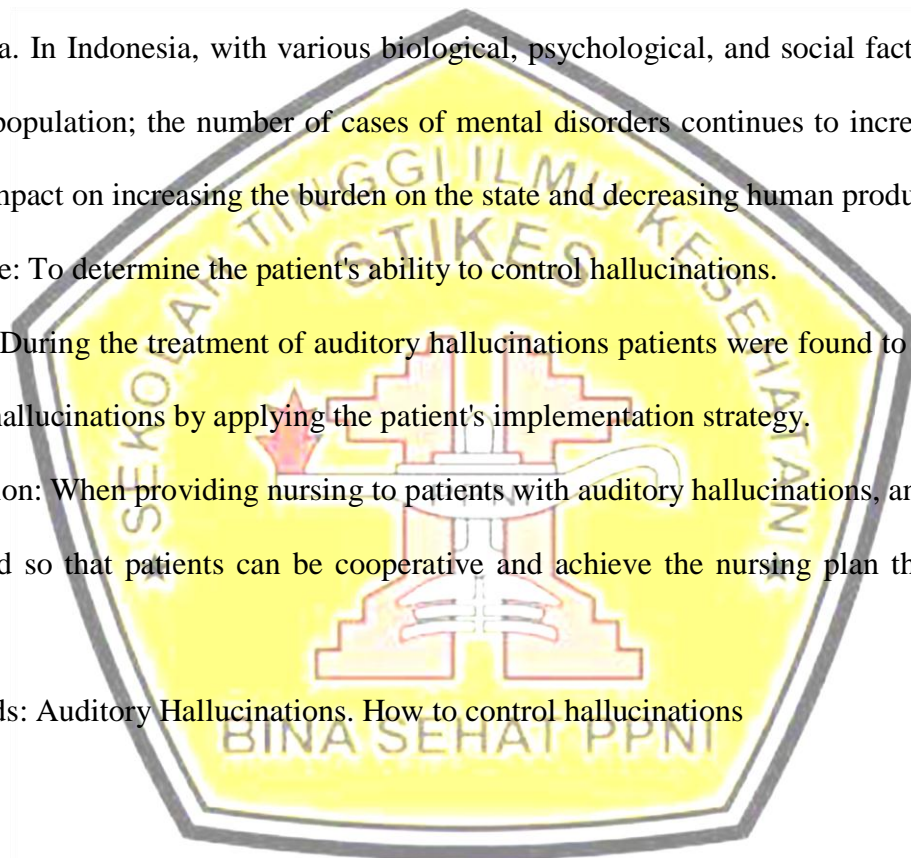 a. In Indonesia, with various biological, psychological, and social fact
population; the number of cases of mental disorders continues to incre
mpact on increasing the burden on the state and decreasing human produ
e: To determine the patient's ability to control hallucinations.
During the treatment of auditory hallucinations patients were found to
hallucinations by applying the patient's implementation strategy.
ion: When providing nursing to patients with auditory hallucinations, an
d so that patients can be cooperative and achieve the nursing plan th
ds: Auditory Hallucinations. How to control hallucinations
SEKOLAH TINGGI ILMU KESEHATAN
STIKES
BINA SEHAT PPNI